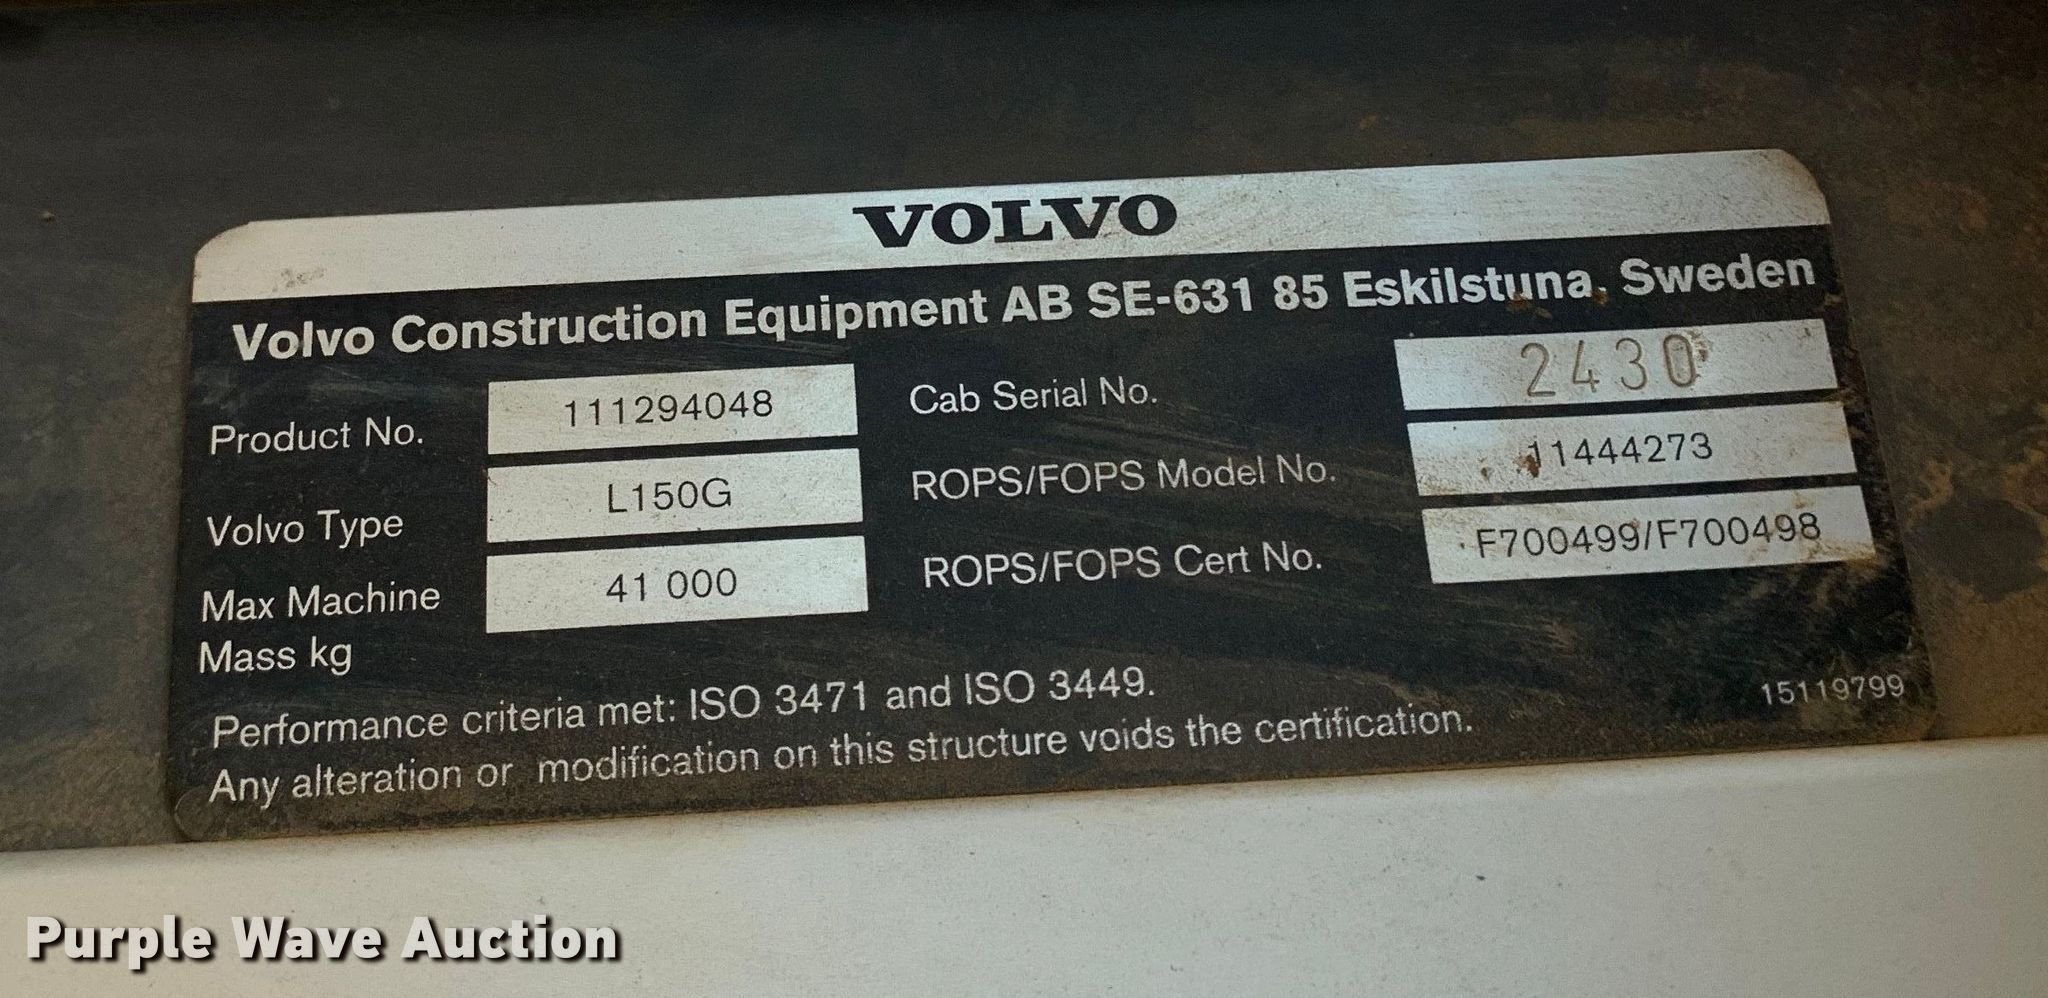 VOLVO
Volvo Construction Equipment AB SE-631 85 Eskilstuna. Sweden
Product No. 111294048 Cab Serial No. 2430
Volvo Type L150G ROPS/FOPS Model No. 11444273
Max Machine Mass kg 41 000 ROPS/FOPS Cert No. F700499/F700498
Performance criteria met: ISO 3471 and ISO 3449.
15119799
Any alteration or modification on this structure voids the certification.
Purple Wave Auction